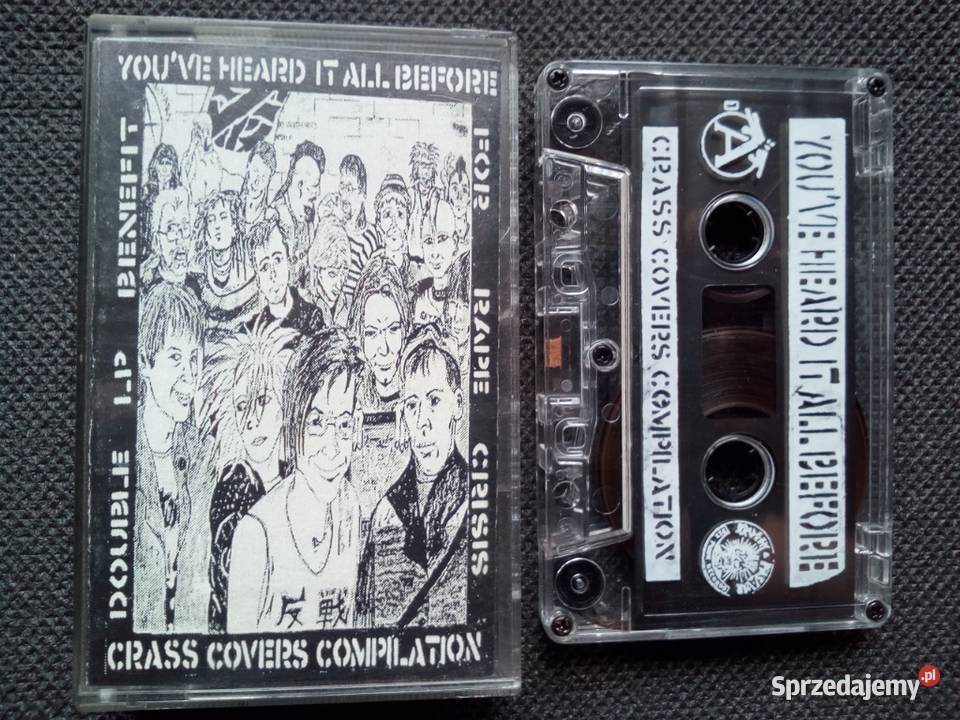 YOU'VE HEARD IT ALL BEFORE
DOUBLE LP BENEFIT
FOR RAPE CRISIS
反戦
CRASS COVERS COMPILATION
D
A
CRASS COVERS COMPILATION
YOU'VE HEARD IT ALL BEFORE
Sprzedajemy.pl